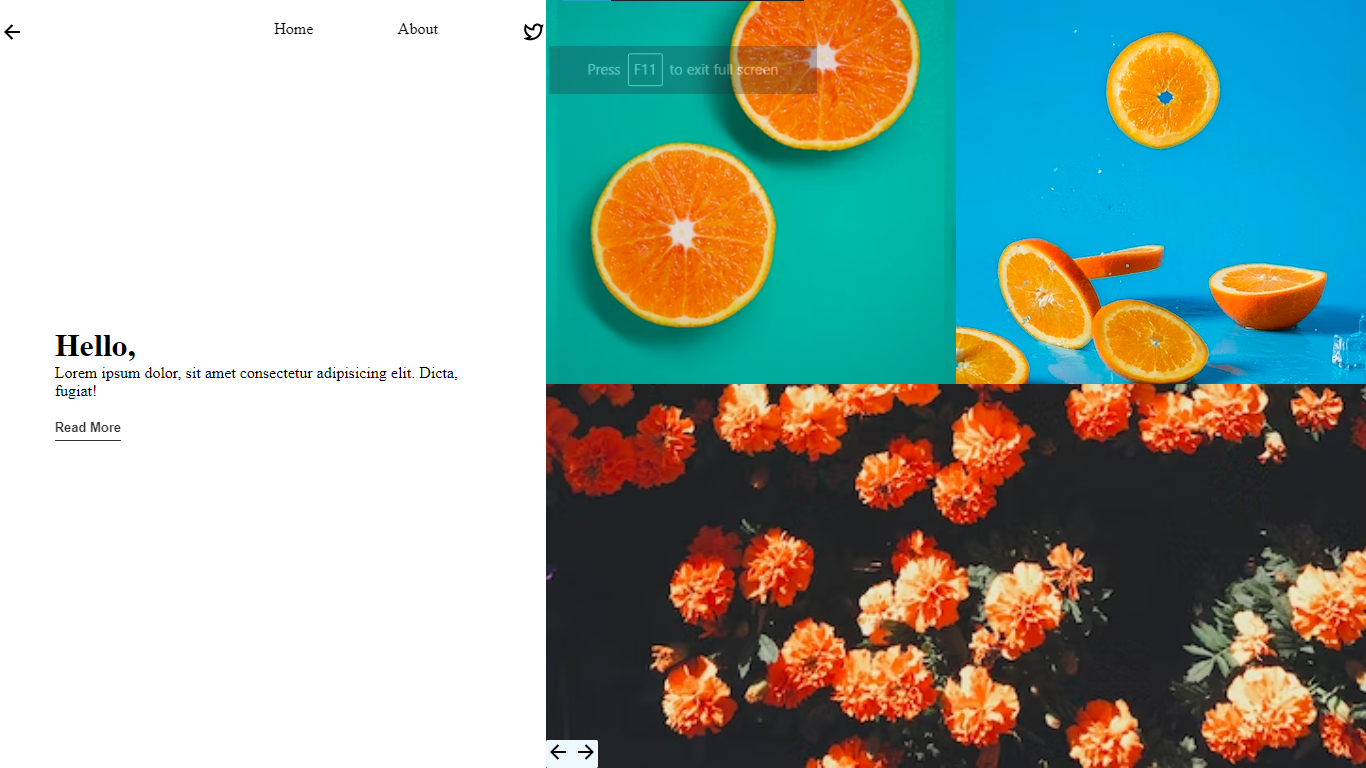 Home
About
Press F11 to exit full screen
Hello,
Lorem ipsum dolor, sit amet consectetur adipisicing elit. Dicta,
fugiat!
Read More